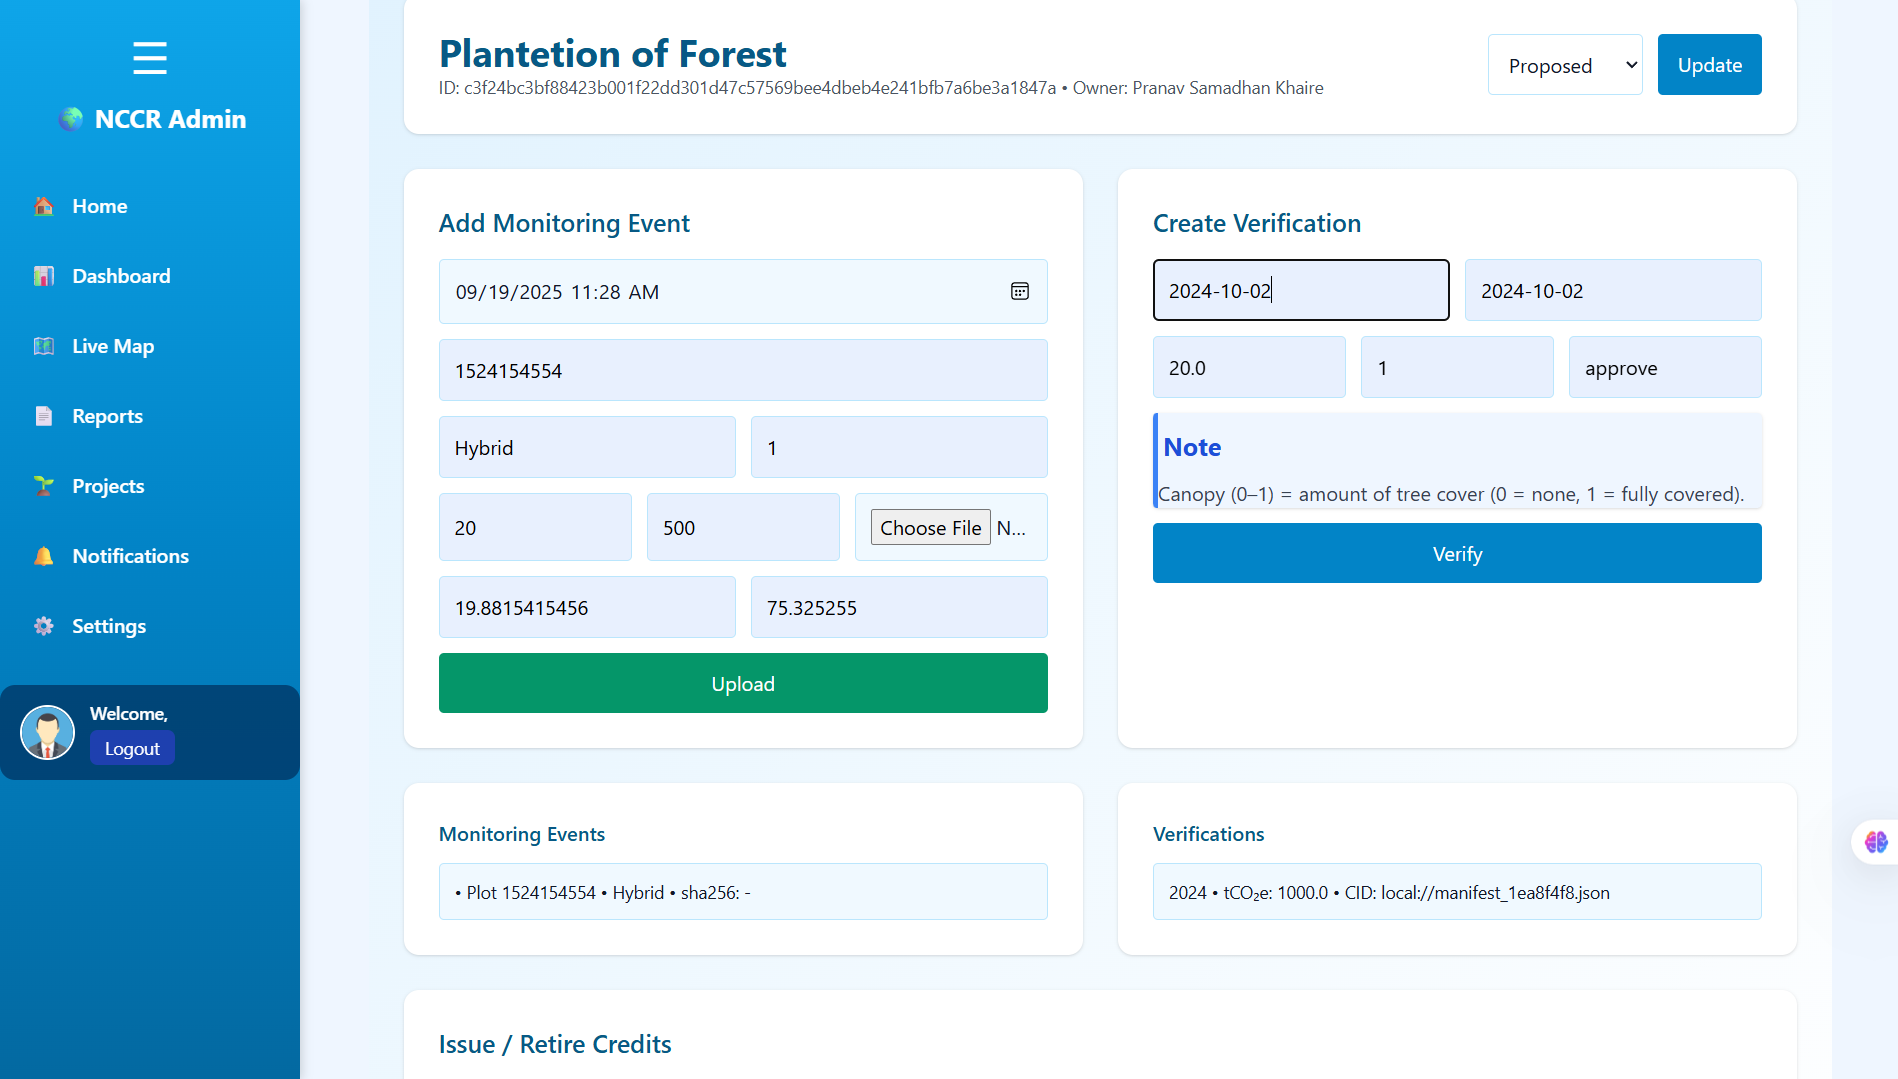 NCCR Admin
Home
Dashboard
Live Map
Reports
Projects
Notifications
Settings
Welcome,
Logout
Plantetion of Forest
ID: c3f24bc3bf88423b001f22dd301d47c57569bee4dbeb4e241bfb7a6be3a1847a • Owner: Pranav Samadhan Khaire
Proposed
Update
Add Monitoring Event
09/19/2025 11:28 AM
1524154554
Hybrid
1
20
500
Choose File N...
19.8815415456
75.325255
Upload
Create Verification
2024-10-02
2024-10-02
20.0
1
approve
Note
Canopy (0–1) = amount of tree cover (0 = none, 1 = fully covered).
Verify
Monitoring Events
• Plot 1524154554 • Hybrid • sha256: -
Verifications
2024 • tCO₂e: 1000.0 • CID: local://manifest_1ea8f4f8.json
Issue / Retire Credits